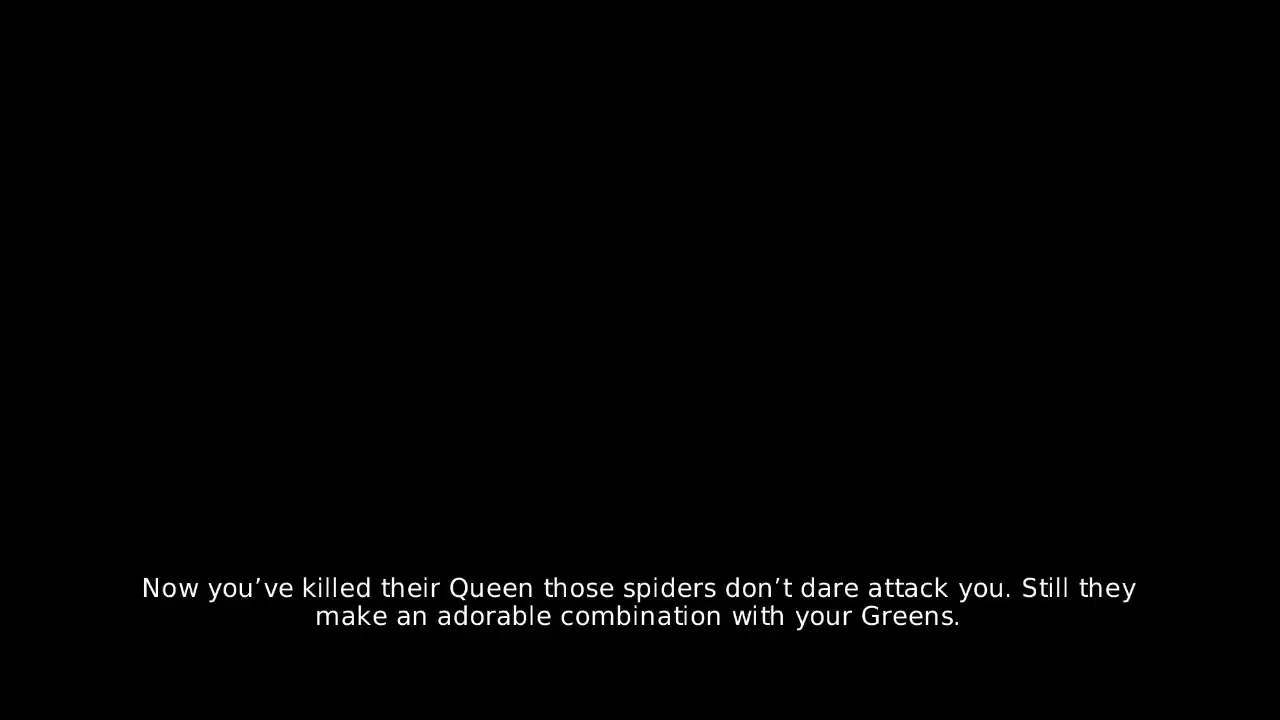 Now you’ve killed their Queen those spiders don’t dare attack you. Still they
make an adorable combination with your Greens.